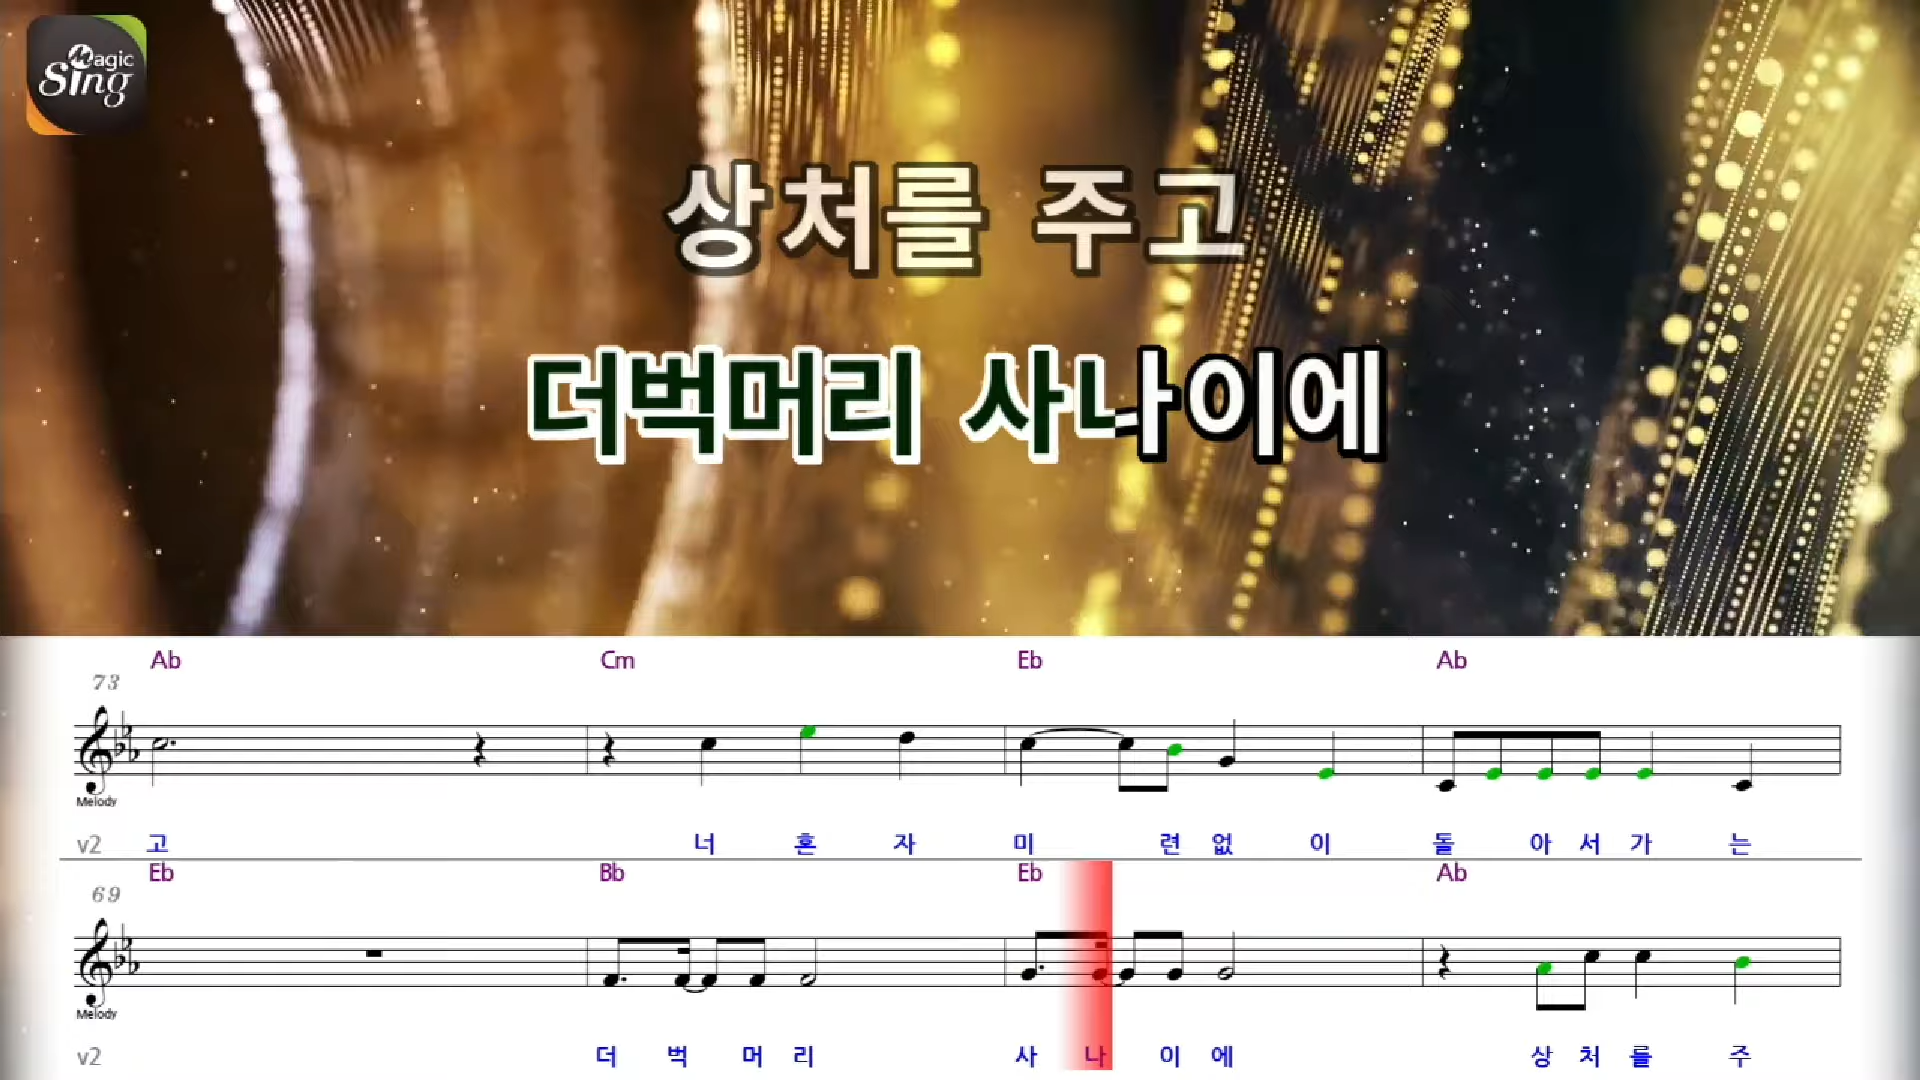 Magic
Sing
상처를 주고
더벅머리 사나이에
Ab Cm Eb Ab
73
Melody
v2 고 너 혼 자 미 련 없 이 돌 아 서 가 는
Eb Bb Eb Ab
69
Melody
v2 더 벅 머 리 사 나 이 에 상 처 를 주